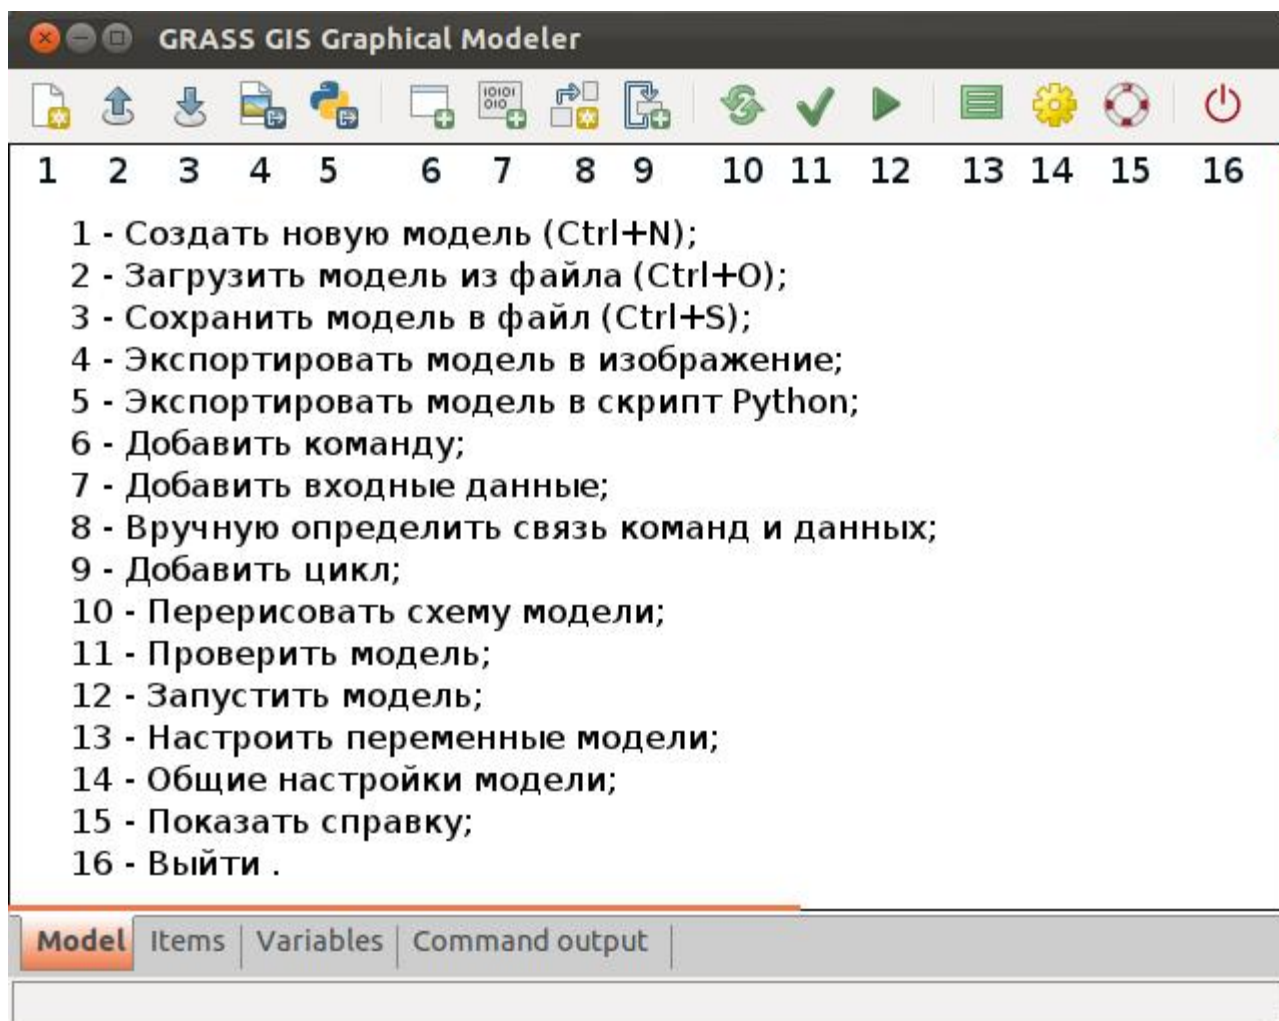 GRASS GIS Graphical Modeler
10101
010
1 2 3 4 5 6 7 8 9 10 11 12 13 14 15 16
1 - Создать новую модель (Ctrl+N);
2 - Загрузить модель из файла (Ctrl+O);
3 - Сохранить модель в файл (Ctrl+S);
4 - Экспортировать модель в изображение;
5 - Экспортировать модель в скрипт Python;
6 - Добавить команду;
7 - Добавить входные данные;
8 - Вручную определить связь команд и данных;
9 - Добавить цикл;
10 - Перерисовать схему модели;
11 - Проверить модель;
12 - Запустить модель;
13 - Настроить переменные модели;
14 - Общие настройки модели;
15 - Показать справку;
16 - Выйти .
Model Items Variables Command output